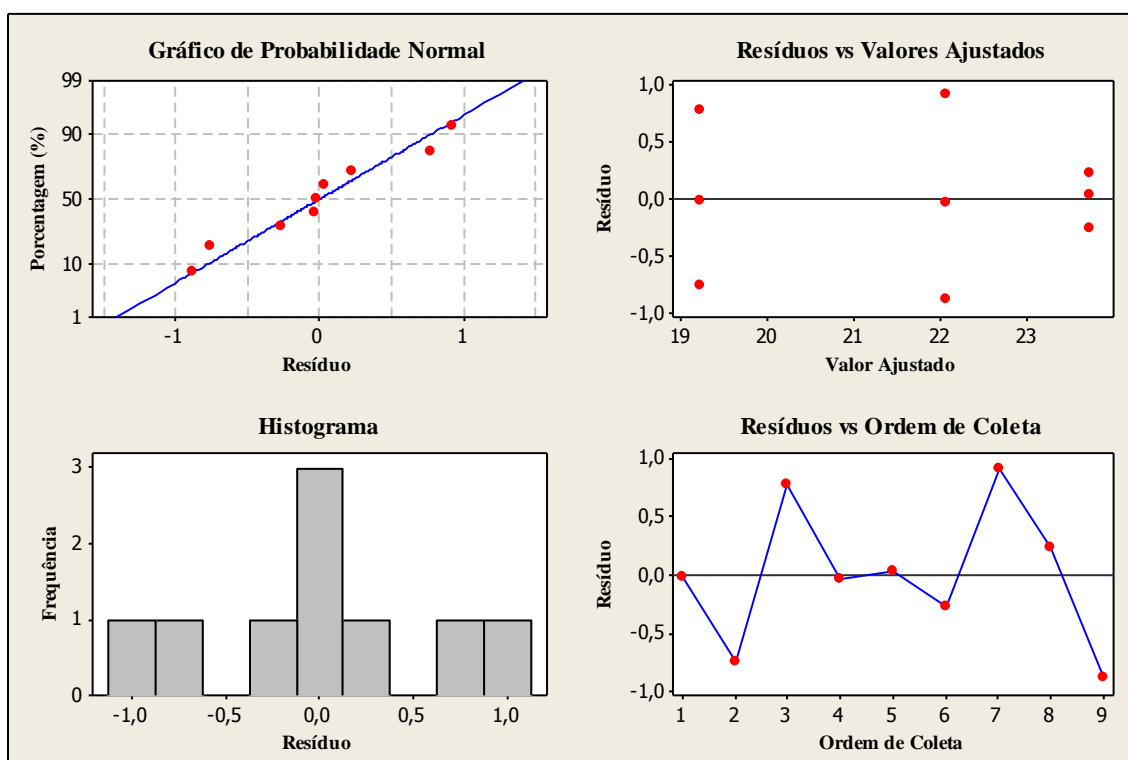 Gráfico de Probabilidade Normal
99
90
50
10
1
Porcentagem (%)
-1 0 1
Resíduo
Resíduos vs Valores Ajustados
1,0
0,5
0,0
-0,5
-1,0
Resíduo
19 20 21 22 23
Valor Ajustado
Histograma
3
2
1
0
Frequência
-1,0 -0,5 0,0 0,5 1,0
Resíduo
Resíduos vs Ordem de Coleta
1,0
0,5
0,0
-0,5
-1,0
Resíduo
1 2 3 4 5 6 7 8 9
Ordem de Coleta